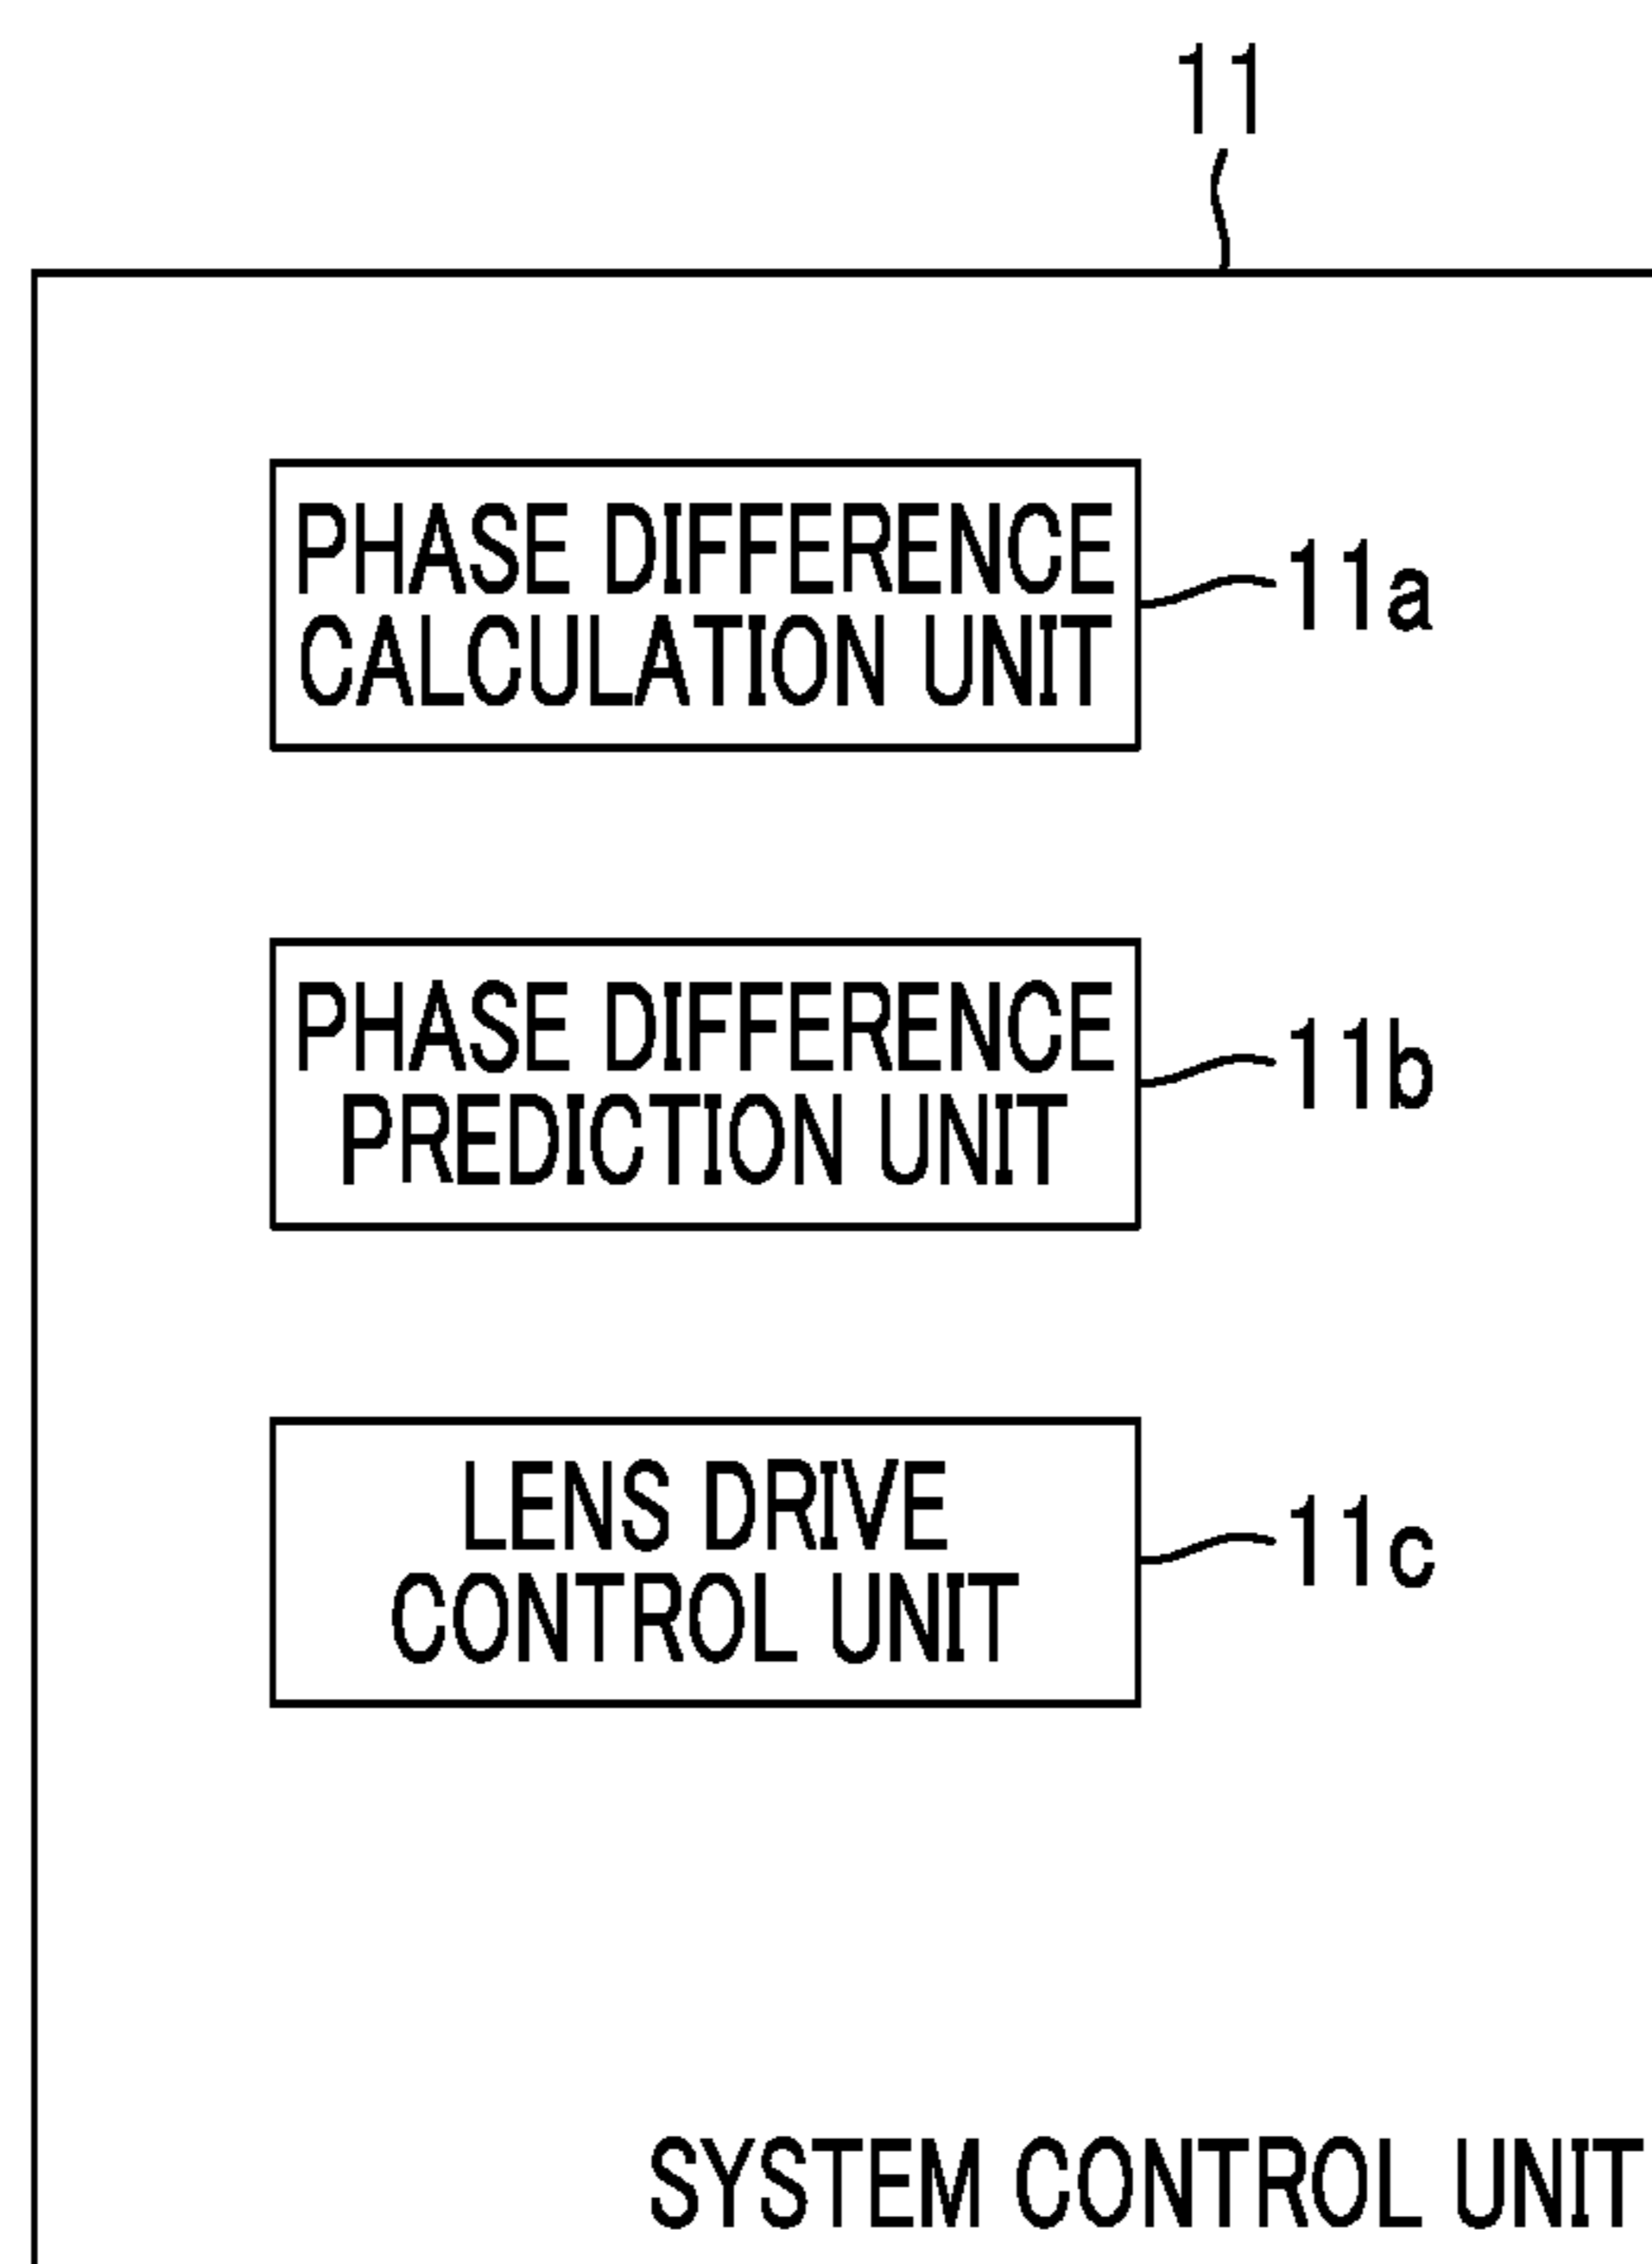 11
PHASE DIFFERENCE
CALCULATION UNIT
11a
PHASE DIFFERENCE
PREDICTION UNIT
11b
LENS DRIVE
CONTROL UNIT
11c
SYSTEM CONTROL UNIT